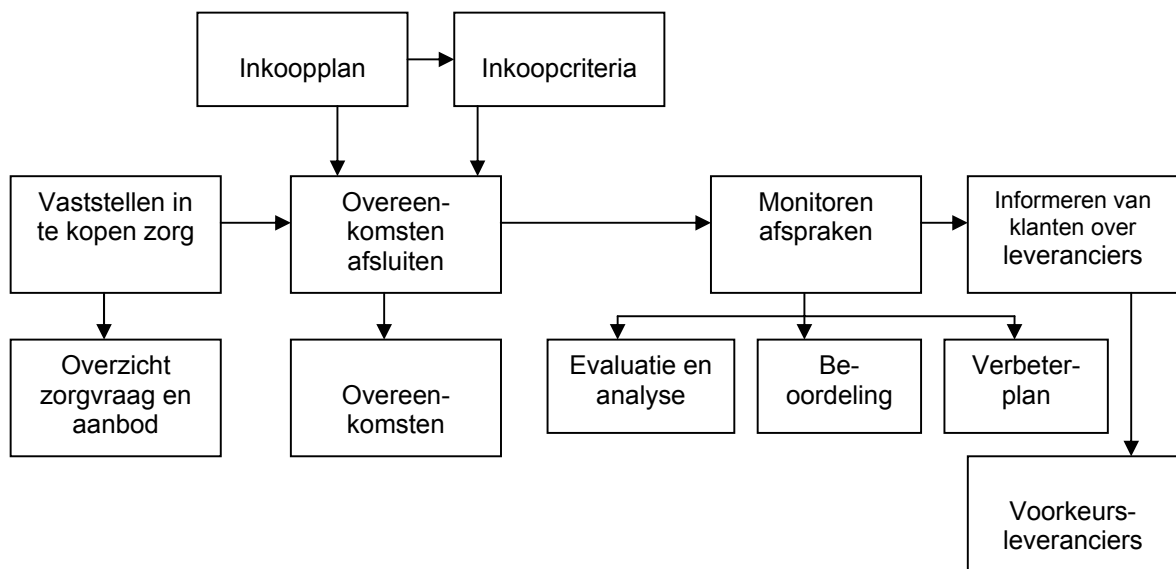 Inkoopplan
Inkoopcriteria
Vaststellen in
te kopen zorg
Overeen-
komsten
afsluiten
Monitoren
afspraken
Informeren van
klanten over
leveranciers
Overzicht
zorgvraag en
aanbod
Overeen-
komsten
Evaluatie en
analyse
Be-
oordeling
Verbeter-
plan
Voorkeurs-
leveranciers